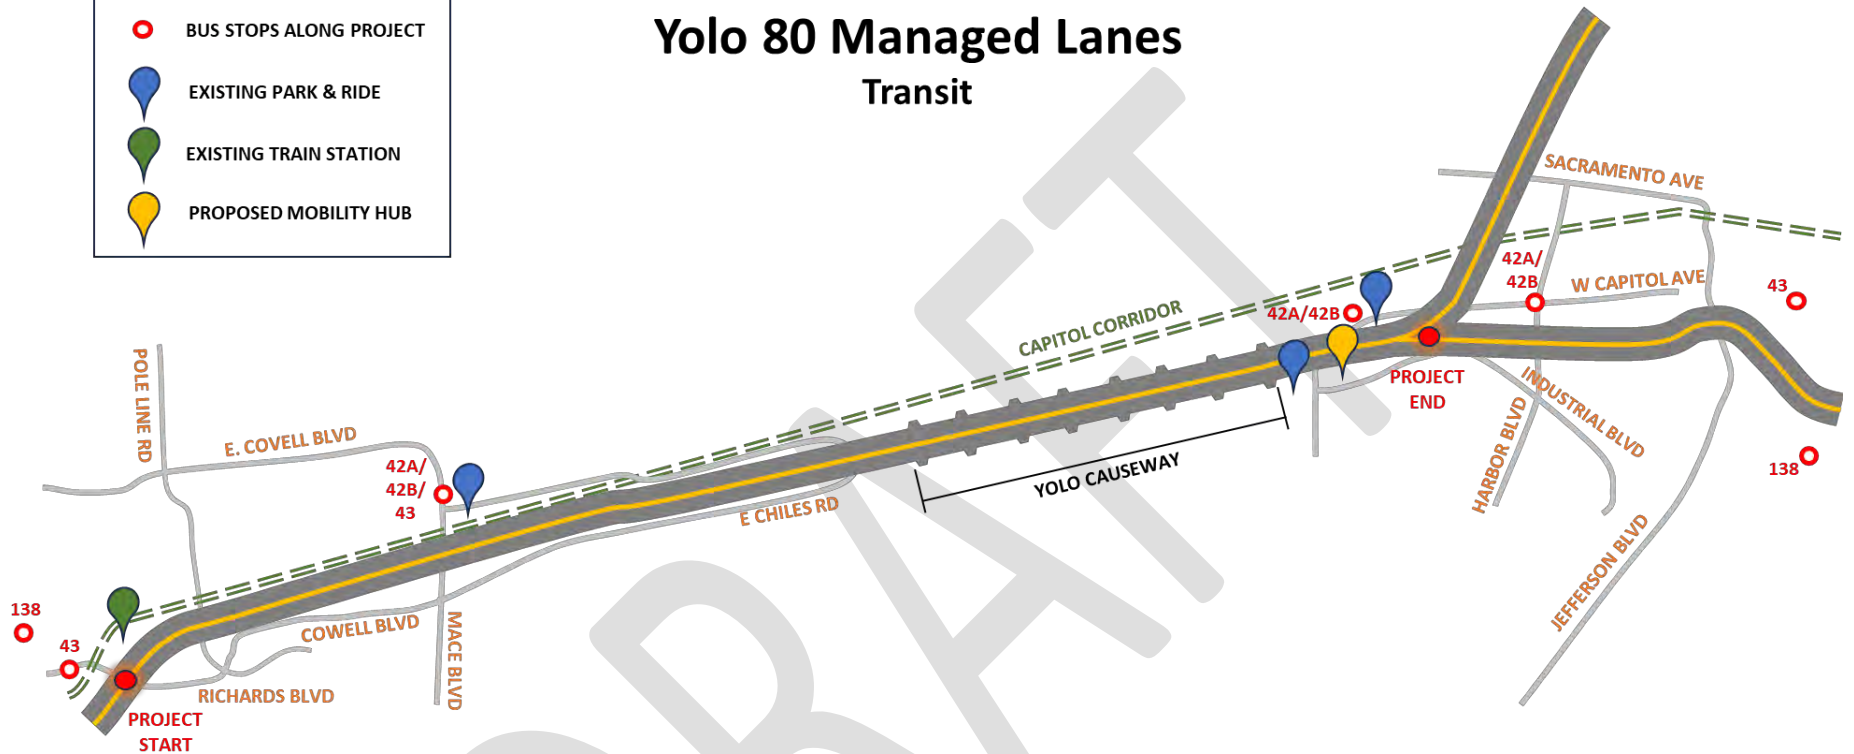 Yolo 80 Managed Lanes
Transit
BUS STOPS ALONG PROJECT
EXISTING PARK & RIDE
EXISTING TRAIN STATION
PROPOSED MOBILITY HUB
SACRAMENTO AVE
42A/
42B
W CAPITOL AVE
43
42A/42B
CAPITOL CORRIDOR
PROJECT
END
INDUSTRIAL BLVD
HARBOR BLVD
138
JEFFERSON BLVD
YOLO CAUSEWAY
POLE LINE RD
E. COVELL BLVD
42A/
42B/
43
E CHILES RD
138
43
COWELL BLVD
MACE BLVD
RICHARDS BLVD
PROJECT
START
DRAFT